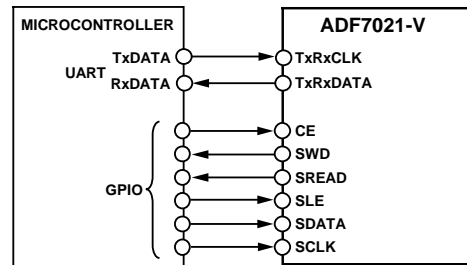 MICROCONTROLLER
ADF7021-V
TxDATA
TxRxCLK
UART
RxDATA
TxRxDATA
CE
SWD
GPIO
SREAD
SLE
SDATA
SCLK